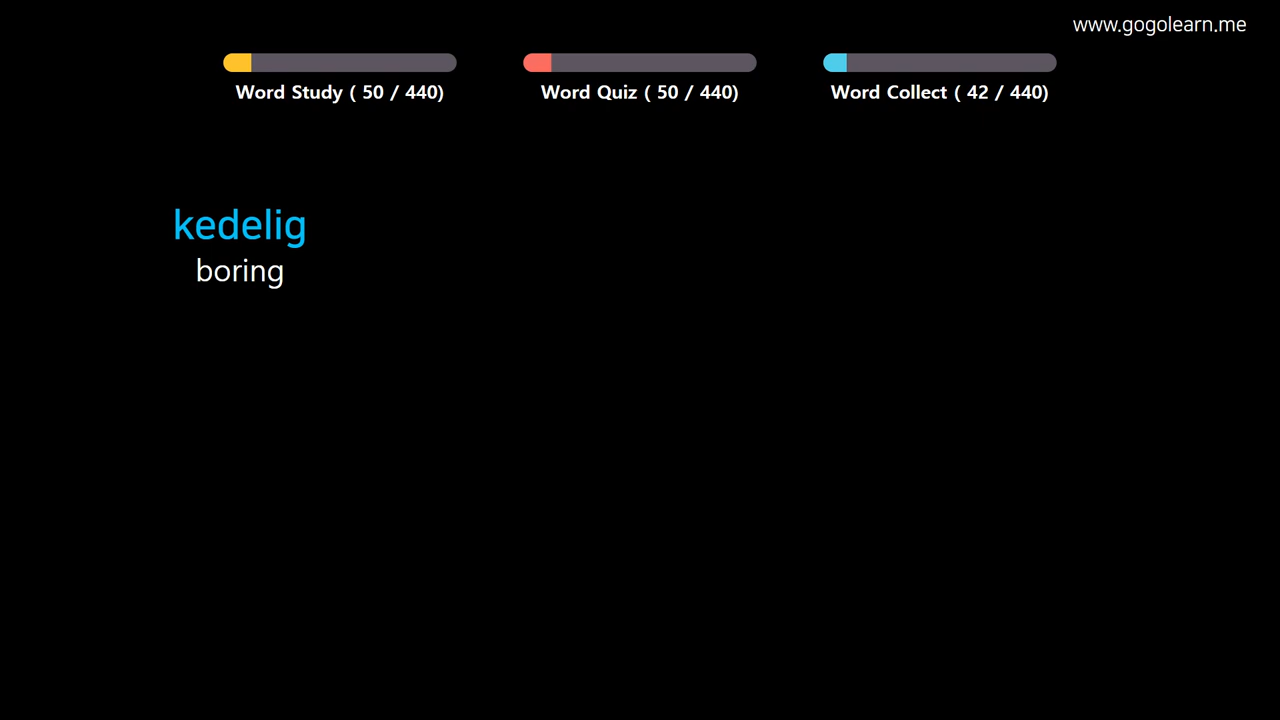 www.gogolearn.me
Word Study ( 50 / 440)
Word Quiz ( 50 / 440)
Word Collect ( 42 / 440)
kedelig
boring